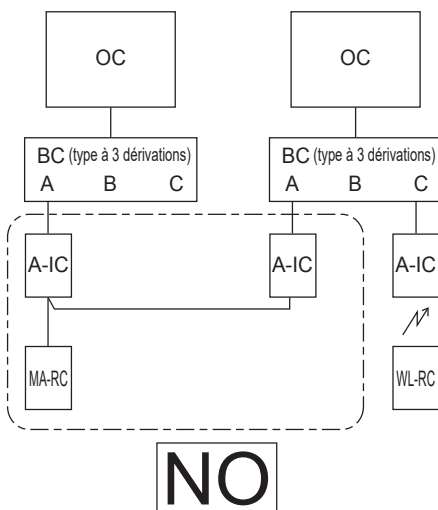 OC OC
BC (type à 3 dérivations) BC (type à 3 dérivations)
A B C A B C
A-IC A-IC A-IC
MA-RC WL-RC
NO